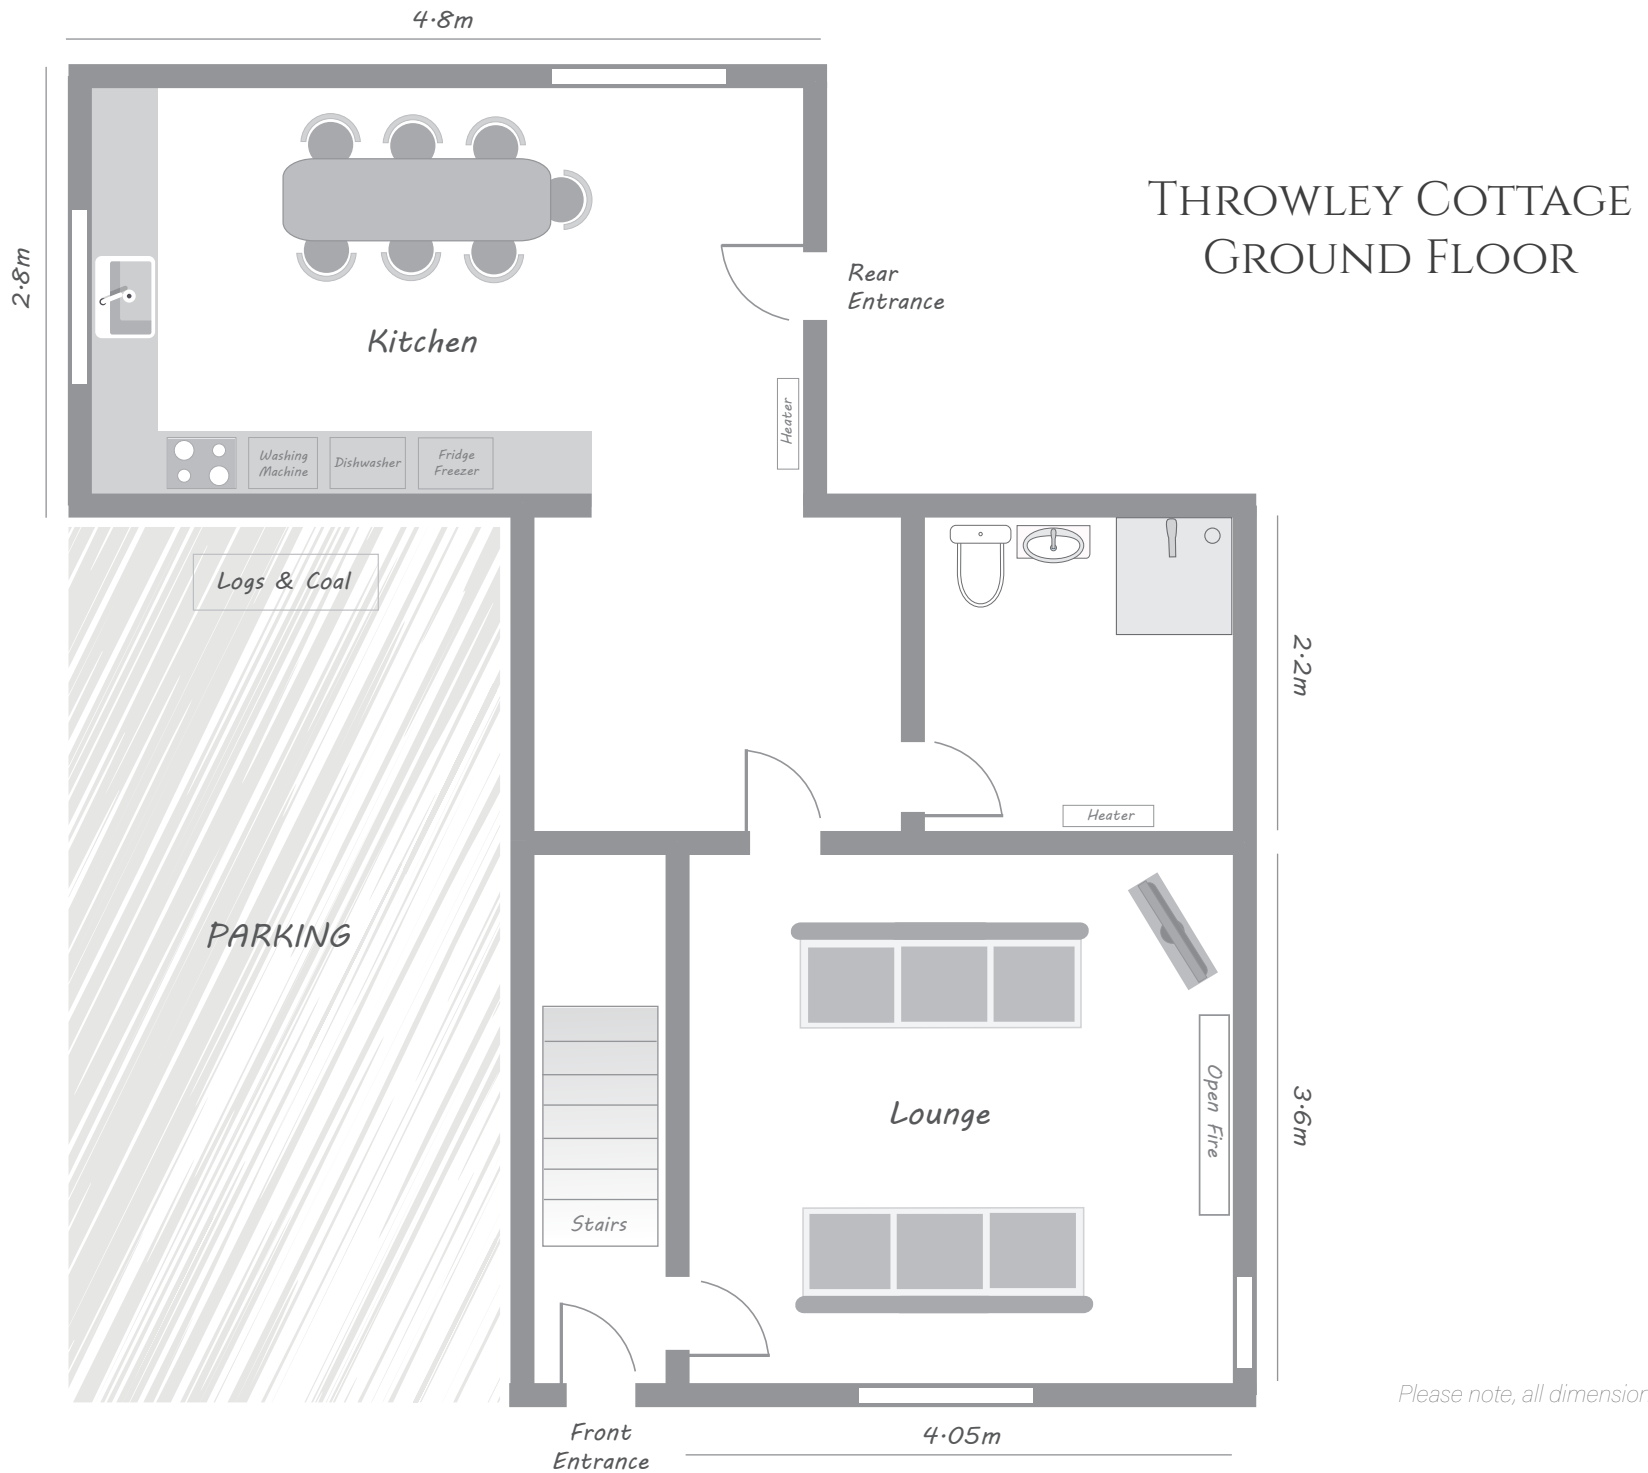 4.8m
THROWLEY COTTAGE
GROUND FLOOR
2.8m
Rear
Entrance
Kitchen
Heater
Washing
Machine
Dishwasher
Fridge
Freezer
Logs & Coal
2.2m
Heater
PARKING
Open Fire
Lounge
3.6m
Stairs
Please note, all dimension
Front
Entrance
4.05m